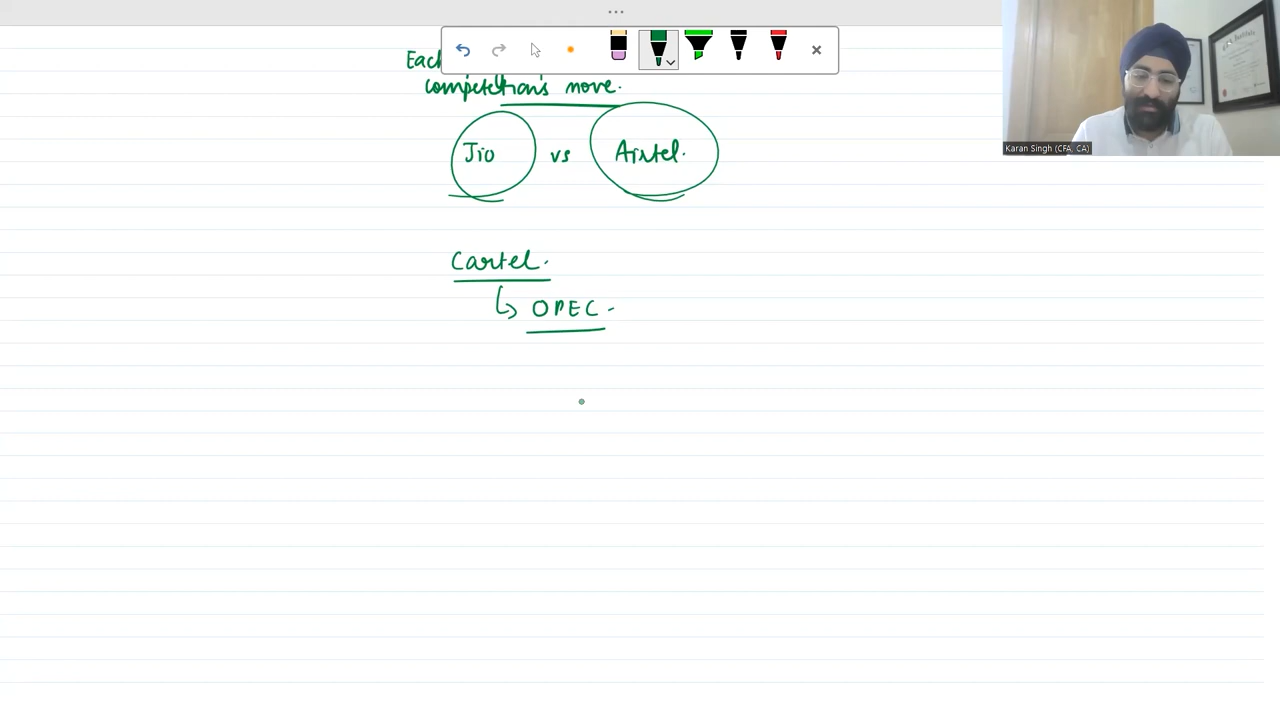 Each
competition's move.
Jio vs Airtel.
Cartel.
↳ OPEC.
Karan Singh (CFA, CA)